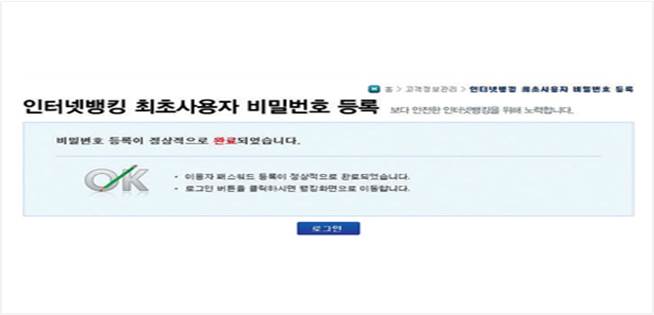 홈 > 고객정보관리 > 인터넷뱅킹 최초사용자 비밀번호 등록
인터넷뱅킹 최초사용자 비밀번호 등록 보다 안전한 인터넷뱅킹을 위해 노력합니다.
비밀번호 등록이 정상적으로 완료되었습니다.
OK
• 이용자 패스워드 등록이 정상적으로 완료되었습니다.
• 로그인 버튼을 클릭하시면 뱅킹화면으로 이동합니다.
로그인